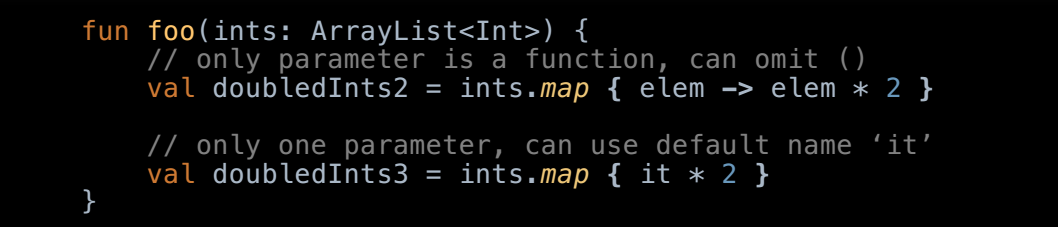 fun foo(ints: ArrayList<Int>) {
    // only parameter is a function, can omit ()
    val doubledInts2 = ints.map { elem -> elem * 2 }

    // only one parameter, can use default name ‘it’
    val doubledInts3 = ints.map { it * 2 }
}